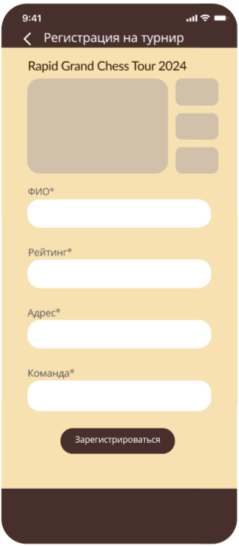 9:41
Регистрация на турнир
Rapid Grand Chess Tour 2024
ФИО*
Рейтинг*
Адрес*
Команда*
Зарегистрироваться